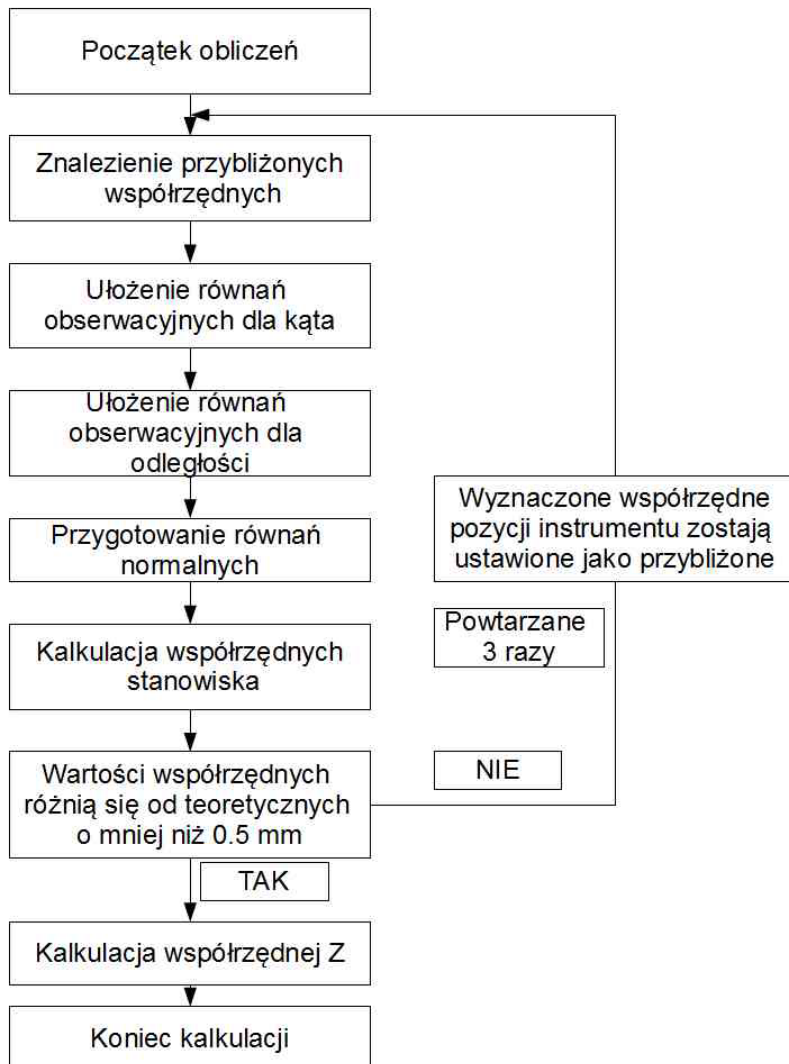 Początek obliczeń
Znalezienie przybliżonych
współrzędnych
Ułożenie równań
obserwacyjnych dla kąta
Ułożenie równań
obserwacyjnych dla
odległości
Przygotowanie równań
normalnych
Wyznaczone współrzędne
pozycji instrumentu zostają
ustawione jako przybliżone
Powtarzane
3 razy
Kalkulacja współrzędnych
stanowiska
Wartości współrzędnych
różnią się od teoretycznych
o mniej niż 0.5 mm
NIE
TAK
Kalkulacja współrzędnej Z
Koniec kalkulacji